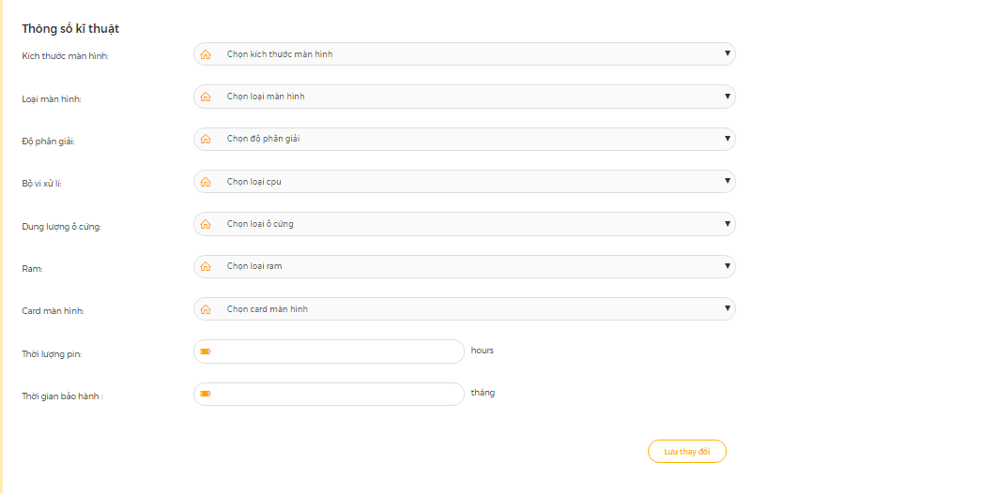 Thông số kĩ thuật
Kích thước màn hình:
Chọn kích thước màn hình
Loại màn hình:
Chọn loại màn hình
Độ phân giải:
Chọn độ phân giải
Bộ vi xử lí:
Chọn loại cpu
Dung lượng ổ cứng:
Chọn loại ổ cứng
Ram:
Chọn loại ram
Card màn hình:
Chọn card màn hình
Thời lượng pin:
hours
Thời gian bảo hành :
tháng
Lưu thay đổi